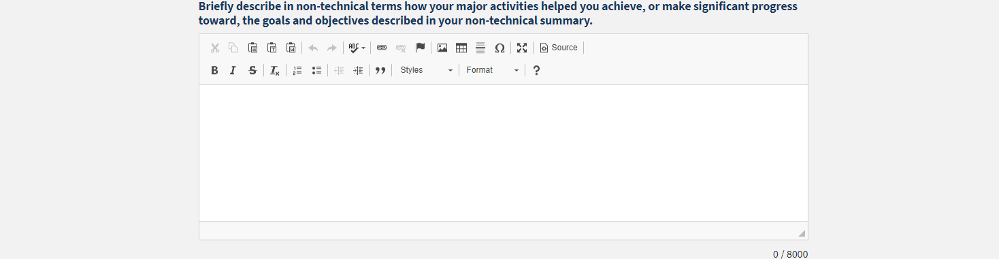 Briefly describe in non-technical terms how your major activities helped you achieve, or make significant progress
toward, the goals and objectives described in your non-technical summary.
ABC Ω Source
B I S Tx Styles Format ?
0 / 8000